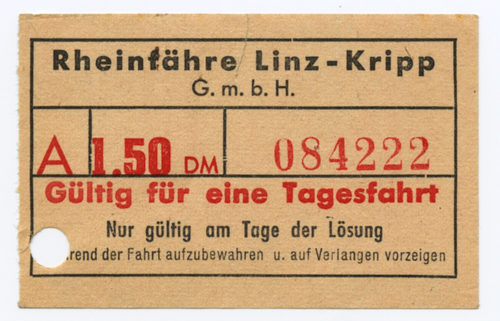 Rheinfähre Linz-Kripp
G. m. b. H.
A 1.50 DM 084222
Gültig für eine Tagesfahrt
Nur gültig am Tage der Lösung
rend der Fahrt aufzubewahren u. auf Verlangen vorzeigen